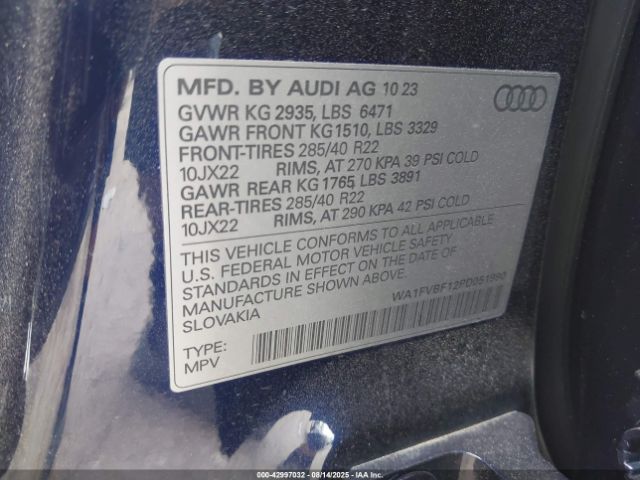 MFD. BY AUDI AG 10 23
GVWR KG 2935, LBS 6471
GAWR FRONT KG 1510, LBS 3329
FRONT-TIRES 285/40 R22
10JX22 RIMS, AT 270 KPA 39 PSI COLD
GAWR REAR KG 1765, LBS 3891
REAR-TIRES 285/40 R22
10JX22 RIMS, AT 290 KPA 42 PSI COLD
THIS VEHICLE CONFORMS TO ALL APPLICABLE
U.S. FEDERAL MOTOR VEHICLE SAFETY
STANDARDS IN EFFECT ON THE DATE OF
MANUFACTURE SHOWN ABOVE.
SLOVAKIA
WA1FVBF12PD051990
TYPE:
MPV
000-42997032 - 08/14/2025 - IAAI.COM